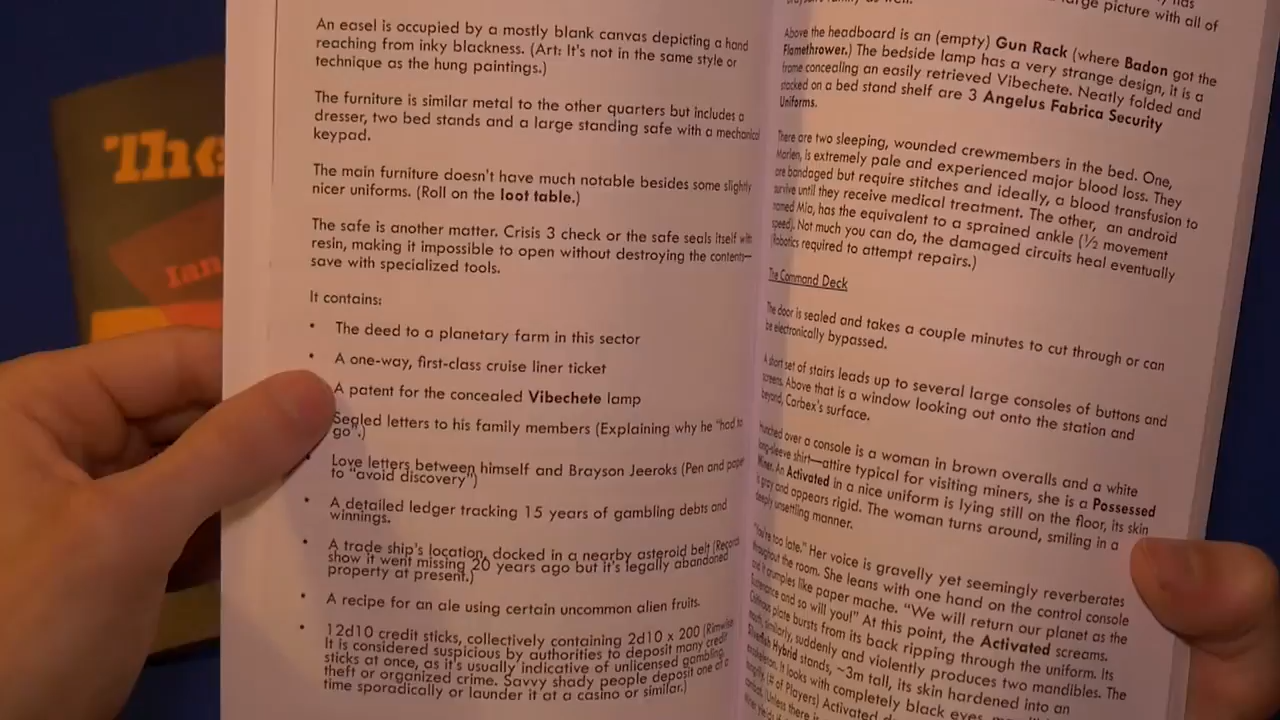 The
Ian
An easel is occupied by a mostly blank canvas depicting a hand
reaching from inky blackness. (Art: It's not in the same style or
technique as the hung paintings.)
The furniture is similar metal to the other quarters but includes a
dresser, two bed stands and a large standing safe with a mechanical
keypad.
The main furniture doesn't have much notable besides some slightly
nicer uniforms. (Roll on the loot table.)
The safe is another matter. Crisis 3 check or the safe seals itself with
resin, making it impossible to open without destroying the contents—
save with specialized tools.
It contains:
• The deed to a planetary farm in this sector
• A one-way, first-class cruise liner ticket
A patent for the concealed Vibechete lamp
Sealed letters to his family members (Explaining why he "had to
go".)
Love letters between himself and Brayson Jeeroks (Pen and paper
to "avoid discovery")
• A detailed ledger tracking 15 years of gambling debts and
winnings.
• A trade ship's location, docked in a nearby asteroid belt (Records
show it went missing 20 years ago but it's legally abandoned
property at present.)
• A recipe for an ale using certain uncommon alien fruits.
• 12d10 credit sticks, collectively containing 2d10 x 200 (Rimwise
It is considered suspicious by authorities to deposit many credit
sticks at once, as it's usually indicative of unlicensed gambling,
theft or organized crime. Savvy shady people deposit one at a
time sporadically or launder it at a casino or similar.)
large picture with all of
family as well.
Above the headboard is an (empty) Gun Rack (where Badon got the
Flamethrower.) The bedside lamp has a very strange design, it is a
frame concealing an easily retrieved Vibechete. Neatly folded and
stacked on a bed stand shelf are 3 Angelus Fabrica Security
Uniforms.
There are two sleeping, wounded crewmembers in the bed. One,
Marlen, is extremely pale and experienced major blood loss. They
are bandaged but require stitches and ideally, a blood transfusion to
survive until they receive medical treatment. The other, an android
named Mia, has the equivalent to a sprained ankle (½ movement
speed). Not much you can do, the damaged circuits heal eventually
(Robotics required to attempt repairs.)
The Command Deck
The door is sealed and takes a couple minutes to cut through or can
be electronically bypassed.
A short set of stairs leads up to several large consoles of buttons and
screens. Above that is a window looking out onto the station and
beyond, Carbex's surface.
Hunched over a console is a woman in brown overalls and a white
long-sleeve shirt—attire typical for visiting miners, she is a Possessed
Miner. An Activated in a nice uniform is lying still on the floor, its skin
is gray and appears rigid. The woman turns around, smiling in a
deeply unsettling manner.
"You're too late." Her voice is gravelly yet seemingly reverberates
throughout the room. She leans with one hand on the control console
and it crumples like paper mache. "We will return our planet as the
and so will you!" At this point, the Activated screams.
Chitinous plate bursts from its back ripping through the uniform. Its
mouth, similarly, suddenly and violently produces two mandibles. The
Silverfish Hybrid stands, ~3m tall, its skin hardened into an
exoskeleton. It looks with completely black eyes,
(# of Players) Activated